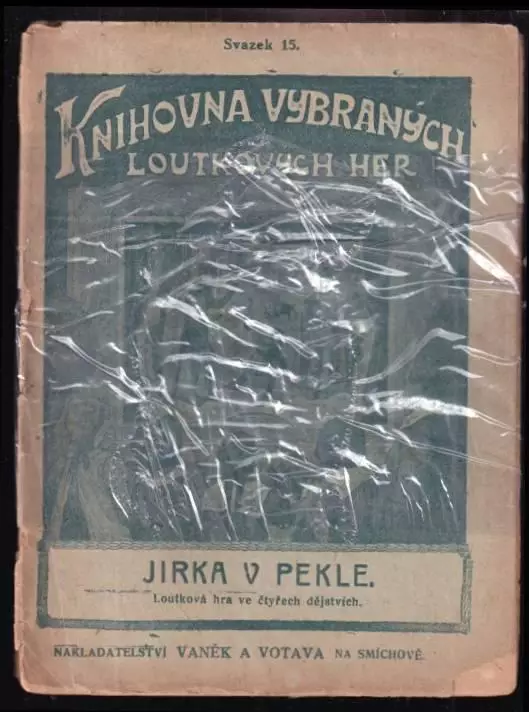 Svazek 15.
KNIHOVNA VYBRANÝCH
LOUTKOVÝCH HER
JIRKA V PEKLE.
Loutková hra ve čtyřech dějstvích.
NAKLADATELSTVÍ VANĚK A VOTAVA NA SMÍCHOVĚ.